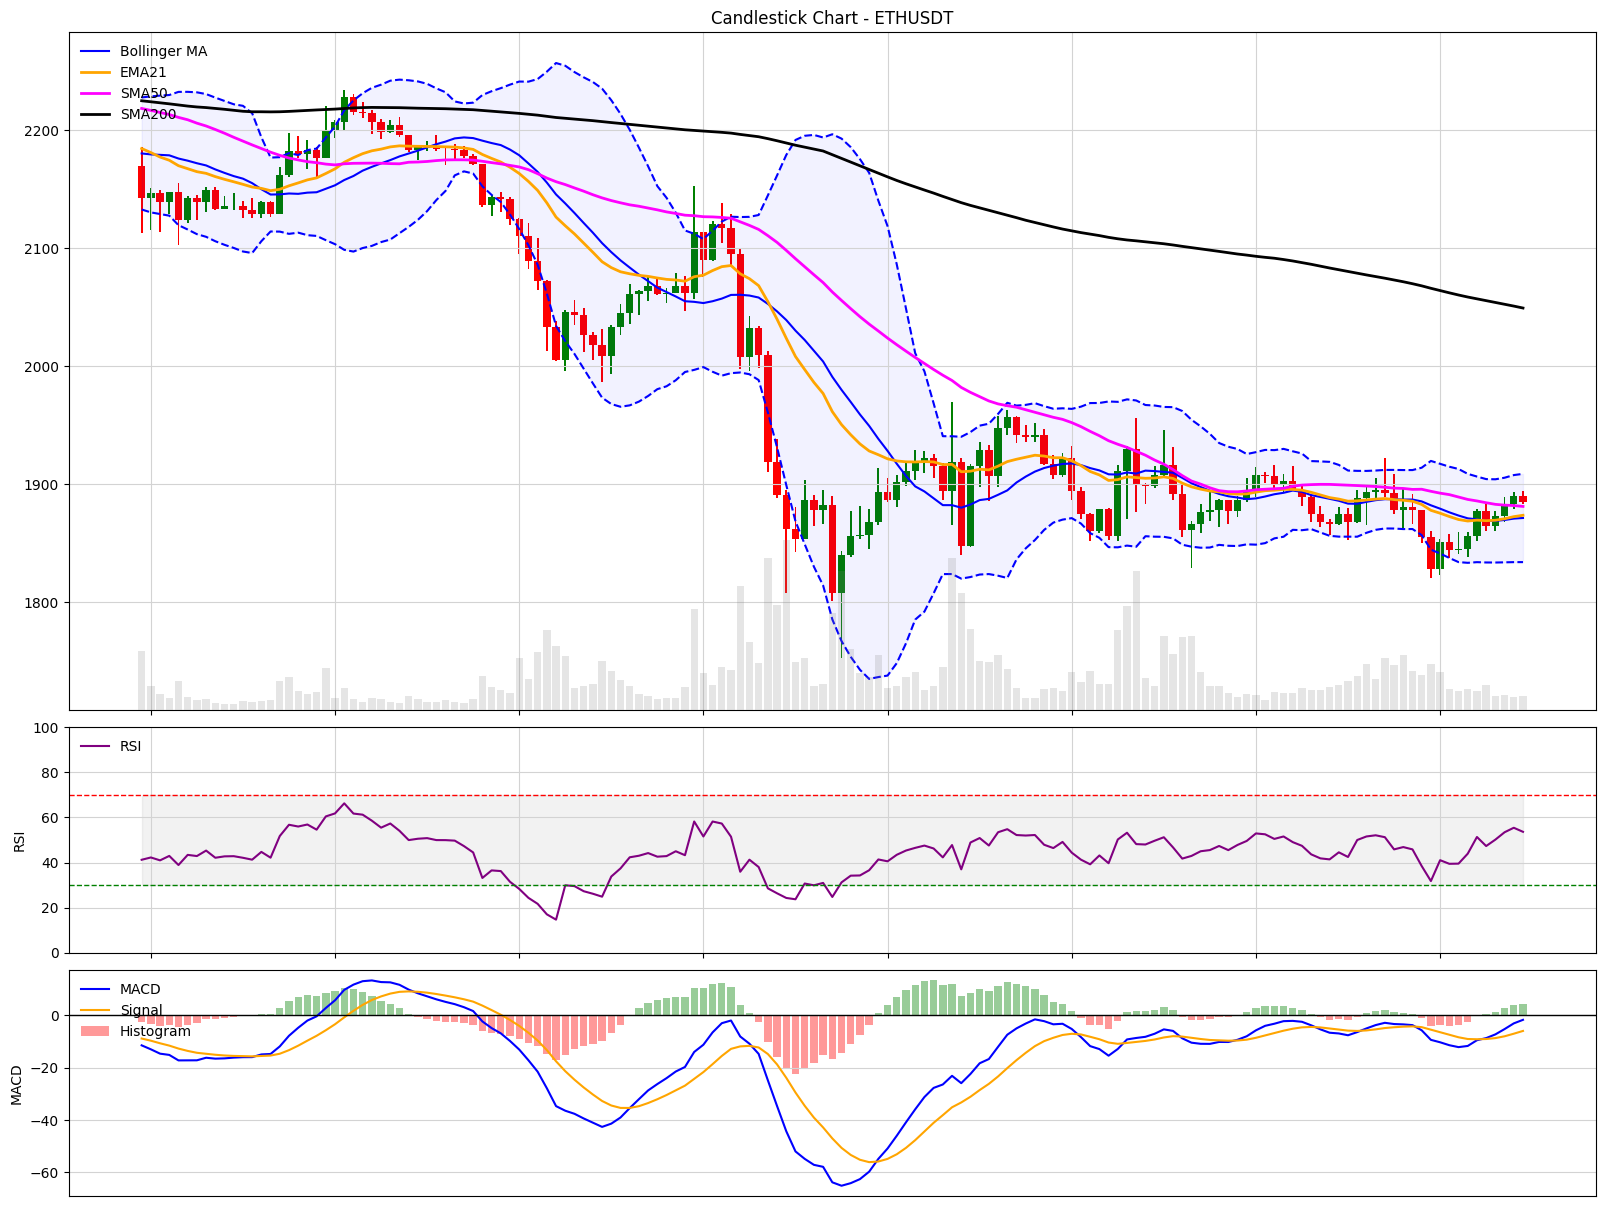 Candlestick Chart - ETHUSDT
Bollinger MA
EMA21
SMA50
SMA200
2200
2100
2000
1900
1800
100
RSI
80
60
RSI
40
20
0
MACD
0
Signal
Histogram
−20
MACD
−40
−60